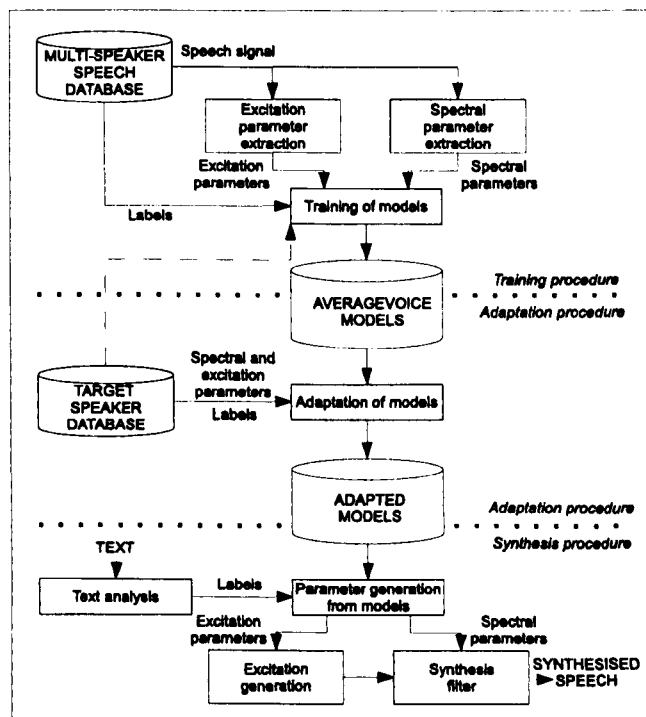 Speech signal
MULTI-SPEAKER
SPEECH
DATABASE
Excitation
parameter
extraction
Spectral
parameter
extraction
Excitation
parameters
Spectral
parameters
Labels
Training of models
Training procedure
AVERAGEVOICE
MODELS
Adaptation procedure
Spectral and
excitation
parameters
Labels
TARGET
SPEAKER
DATABASE
Adaptation of models
ADAPTED
MODELS
Adaptation procedure
Synthesis procedure
TEXT
Text analysis
Labels
Parameter generation
from models
Excitation
parameters
Spectral
parameters
Excitation
generation
Synthesis
filter
SYNTHESISED
SPEECH